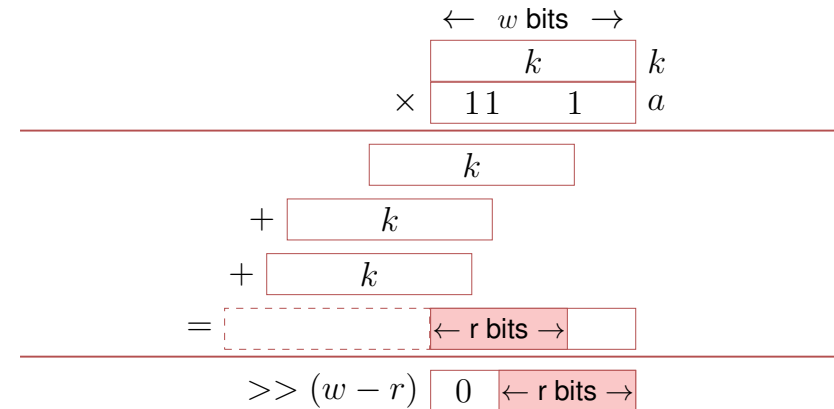 ← w bits →
k k
× 11 1 a
k
+ k
+ k
= ← r bits →
>> (w − r) 0 ← r bits →